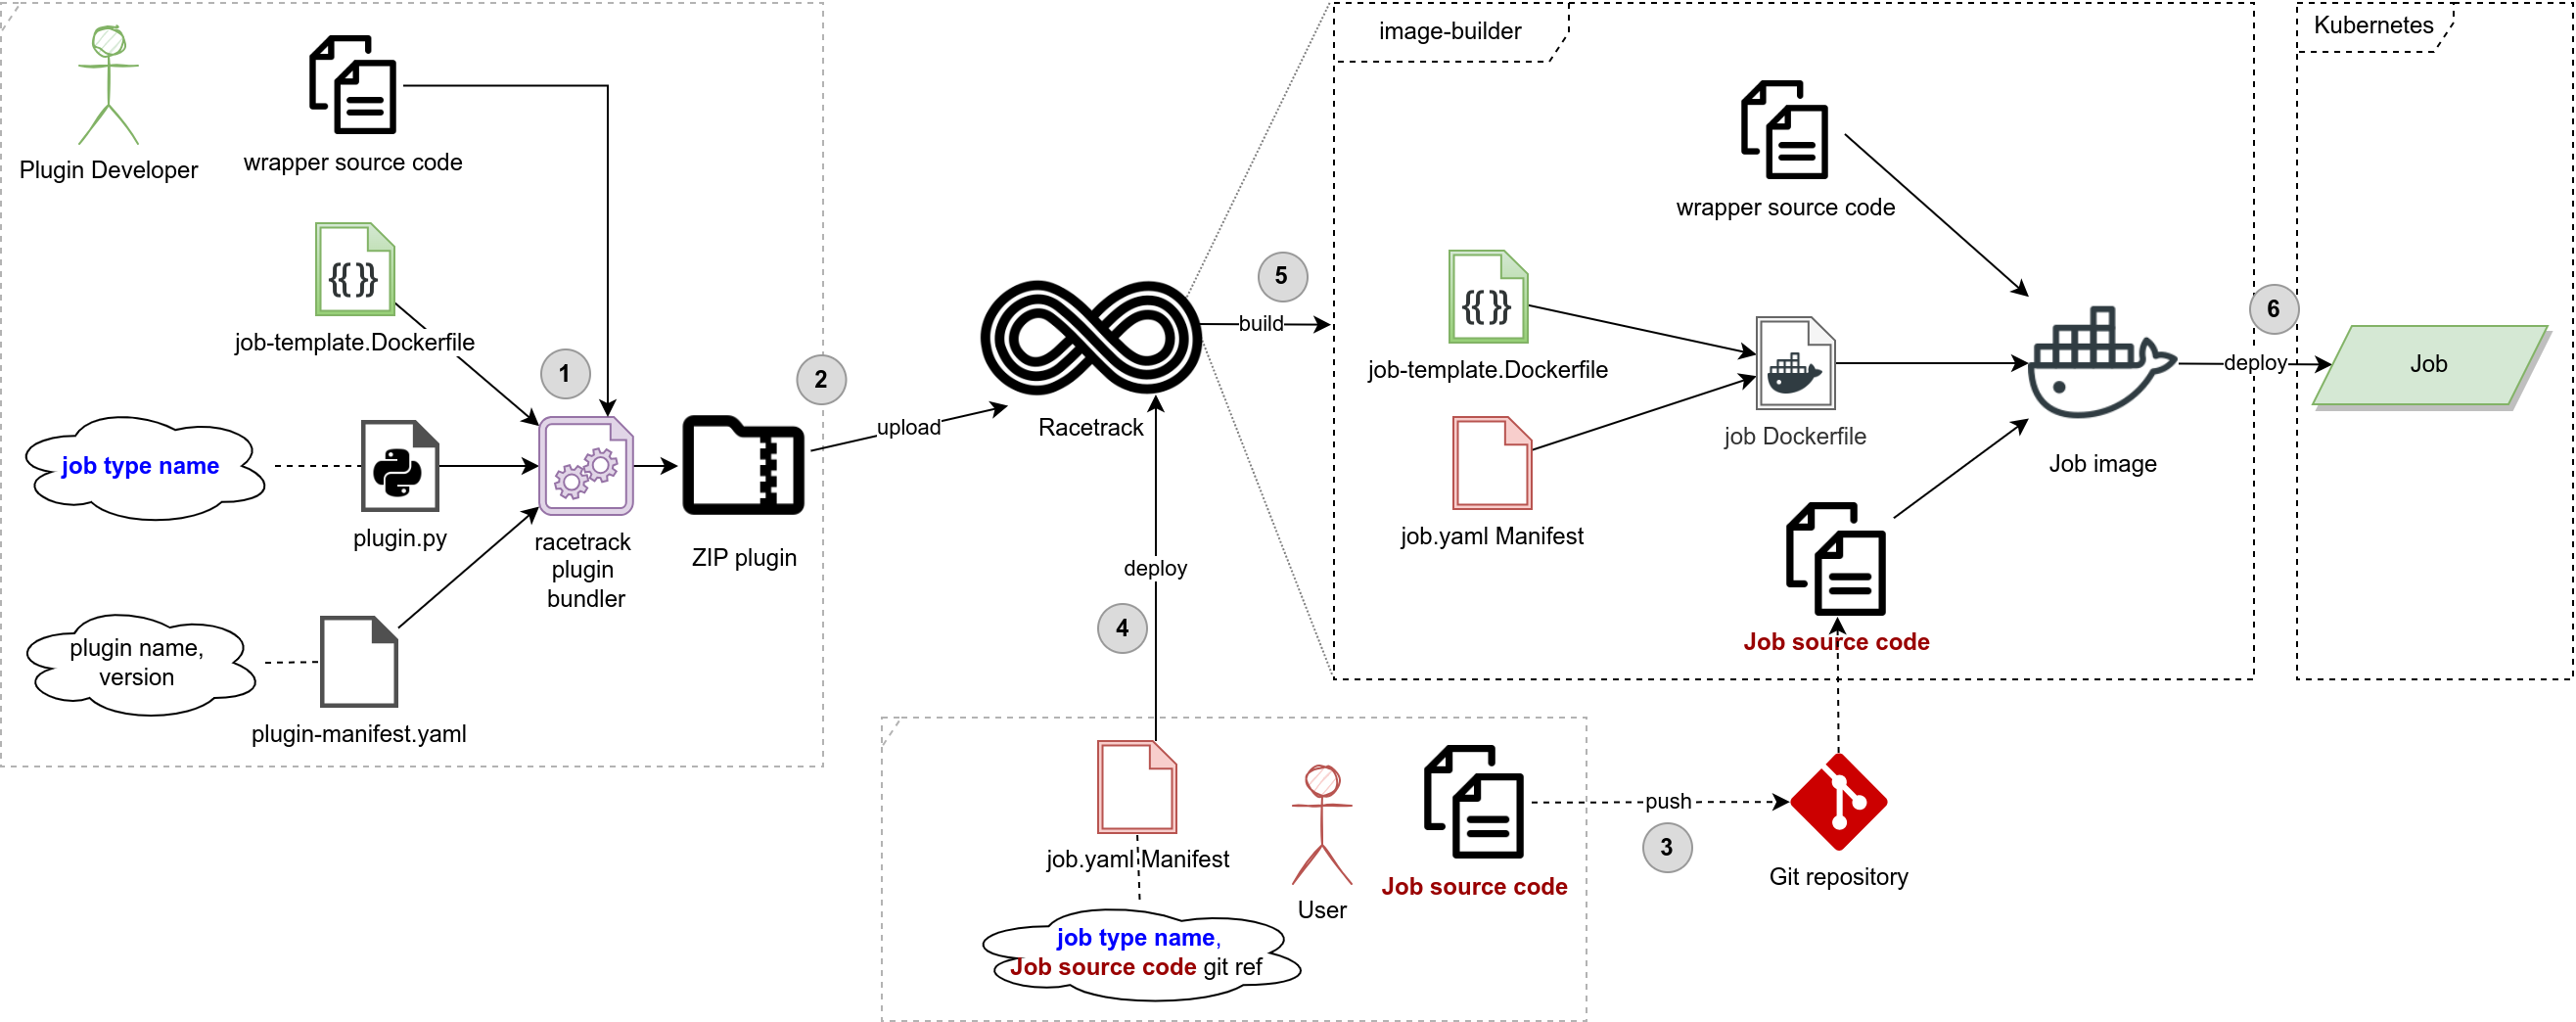 Plugin Developer
wrapper source code
{{ }}
job-template.Dockerfile
job type name
plugin.py
plugin name,
version
plugin-manifest.yaml
1
racetrack
plugin
bundler
ZIP plugin
2
upload
Racetrack
deploy
4
job.yaml Manifest
job type name,
Job source code git ref
User
Job source code
push
3
Git repository
5
build
image-builder
wrapper source code
{{ }}
job-template.Dockerfile
job.yaml Manifest
job Dockerfile
Job source code
Job image
6
deploy
Kubernetes
Job